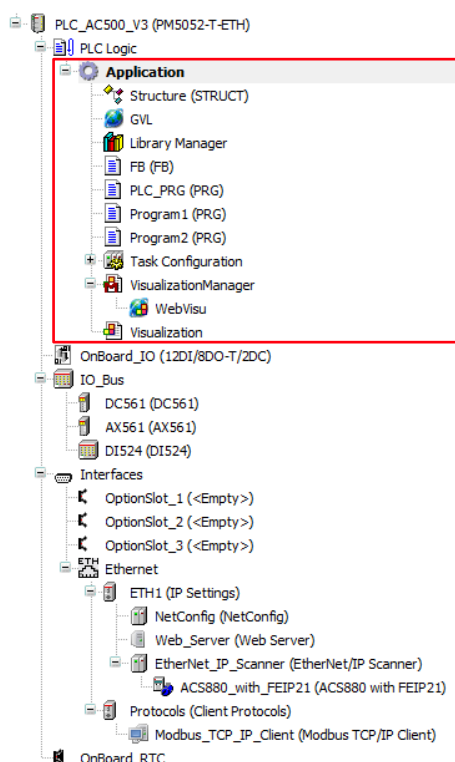 PLC_AC500_V3 (PM5052-T-ETH)
PLC Logic
Application
Structure (STRUCT)
GVL
Library Manager
FB (FB)
PLC_PRG (PRG)
Program1 (PRG)
Program2 (PRG)
Task Configuration
VisualizationManager
WebVisu
Visualization
OnBoard_IO (12DI/8DO-T/2DC)
IO_Bus
DC561 (DC561)
AX561 (AX561)
DI524 (DI524)
Interfaces
OptionSlot_1 (<Empty>)
OptionSlot_2 (<Empty>)
OptionSlot_3 (<Empty>)
ETH Ethernet
ETH1 (IP Settings)
NetConfig (NetConfig)
Web_Server (Web Server)
EtherNet_IP_Scanner (EtherNet/IP Scanner)
ACS880_with_FEIP21 (ACS880 with FEIP21)
Protocols (Client Protocols)
Modbus_TCP_IP_Client (Modbus TCP/IP Client)
OnBoard_RTC